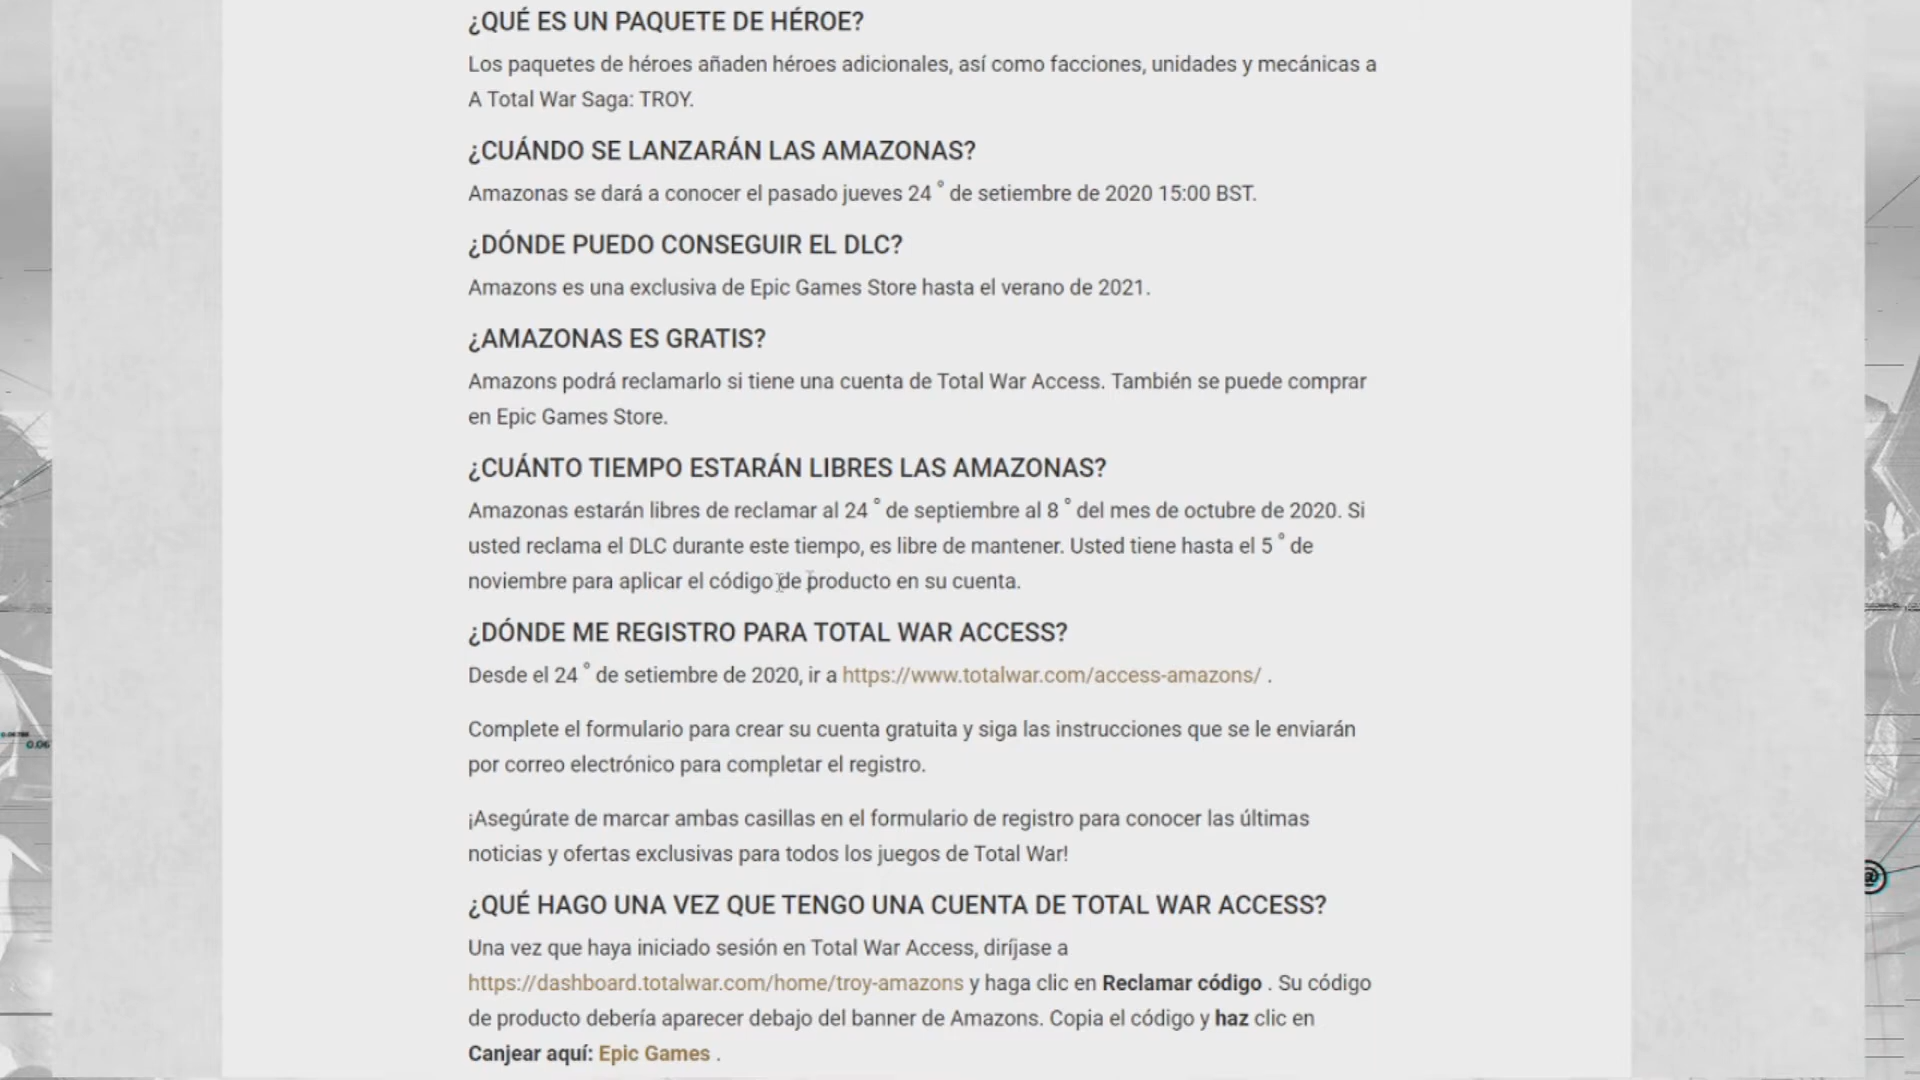 ¿QUÉ ES UN PAQUETE DE HÉROE?
Los paquetes de héroes añaden héroes adicionales, así como facciones, unidades y mecánicas a
A Total War Saga: TROY.
¿CUÁNDO SE LANZARÁN LAS AMAZONAS?
Amazonas se dará a conocer el pasado jueves 24 ° de setiembre de 2020 15:00 BST.
¿DÓNDE PUEDO CONSEGUIR EL DLC?
Amazons es una exclusiva de Epic Games Store hasta el verano de 2021.
¿AMAZONAS ES GRATIS?
Amazons podrá reclamarlo si tiene una cuenta de Total War Access. También se puede comprar
en Epic Games Store.
¿CUÁNTO TIEMPO ESTARÁN LIBRES LAS AMAZONAS?
Amazonas estarán libres de reclamar al 24 ° de septiembre al 8 ° del mes de octubre de 2020. Si
usted reclama el DLC durante este tiempo, es libre de mantener. Usted tiene hasta el 5 ° de
noviembre para aplicar el código de producto en su cuenta.
¿DÓNDE ME REGISTRO PARA TOTAL WAR ACCESS?
Desde el 24 ° de setiembre de 2020, ir a https://www.totalwar.com/access-amazons/ .
Complete el formulario para crear su cuenta gratuita y siga las instrucciones que se le enviarán
por correo electrónico para completar el registro.
¡Asegúrate de marcar ambas casillas en el formulario de registro para conocer las últimas
noticias y ofertas exclusivas para todos los juegos de Total War!
¿QUÉ HAGO UNA VEZ QUE TENGO UNA CUENTA DE TOTAL WAR ACCESS?
Una vez que haya iniciado sesión en Total War Access, diríjase a
https://dashboard.totalwar.com/home/troy-amazons y haga clic en Reclamar código . Su código
de producto debería aparecer debajo del banner de Amazons. Copia el código y haz clic en
Canjear aquí: Epic Games .